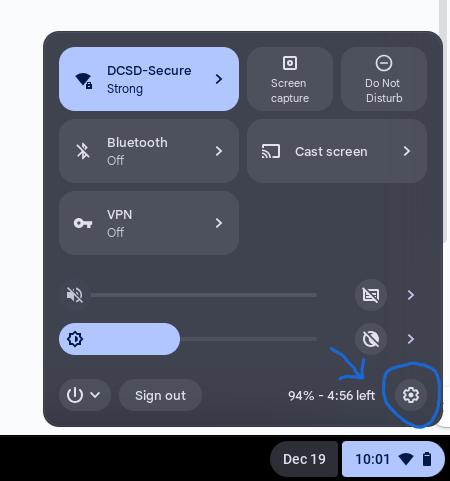 DCSD-Secure
Strong
Screen
capture
Do Not
Disturb
Bluetooth
Off
Cast screen
VPN
Off
Sign out
94% - 4:56 left
Dec 19
10:01